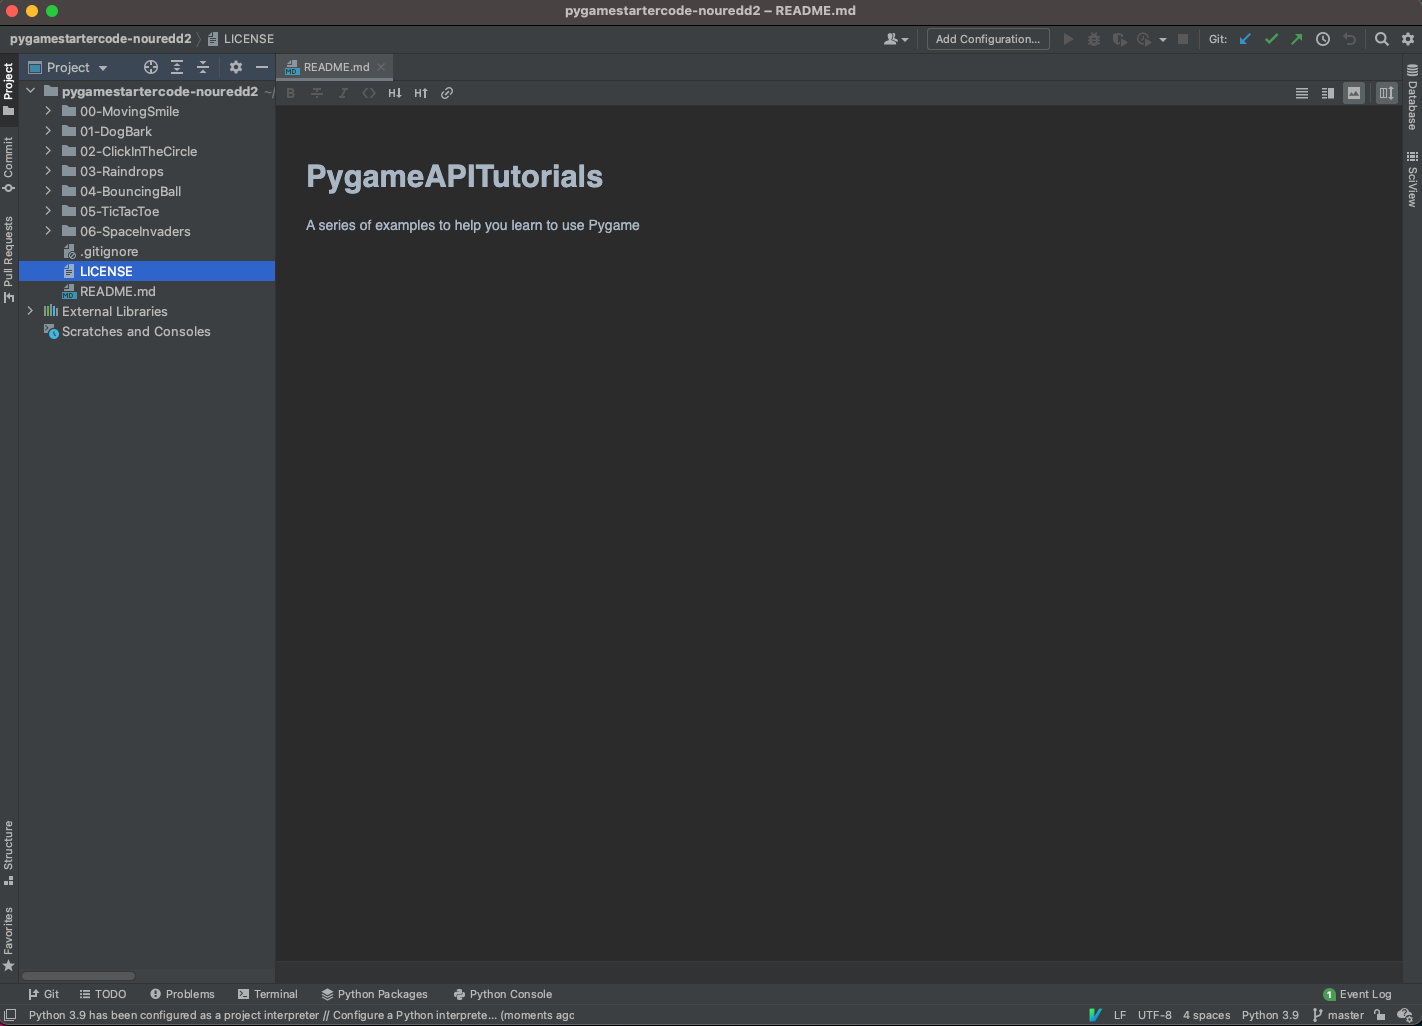 pygamestartercode-nouredd2 – README.md
pygamestartercode-nouredd2 LICENSE
Add Configuration...
Git:
Project
README.md
pygamestartercode-nouredd2 ~/
00-MovingSmile
01-DogBark
02-ClickInTheCircle
03-Raindrops
04-BouncingBall
05-TicTacToe
06-SpaceInvaders
.gitignore
LICENSE
README.md
External Libraries
Scratches and Consoles
Project
Commit
Pull Requests
Structure
Favorites
B I H H
PygameAPITutorials
A series of examples to help you learn to use Pygame
Database
SciView
Git TODO Problems Terminal Python Packages Python Console 1 Event Log
Python 3.9 has been configured as a project interpreter // Configure a Python interprete... (moments agc LF UTF-8 4 spaces Python 3.9 master